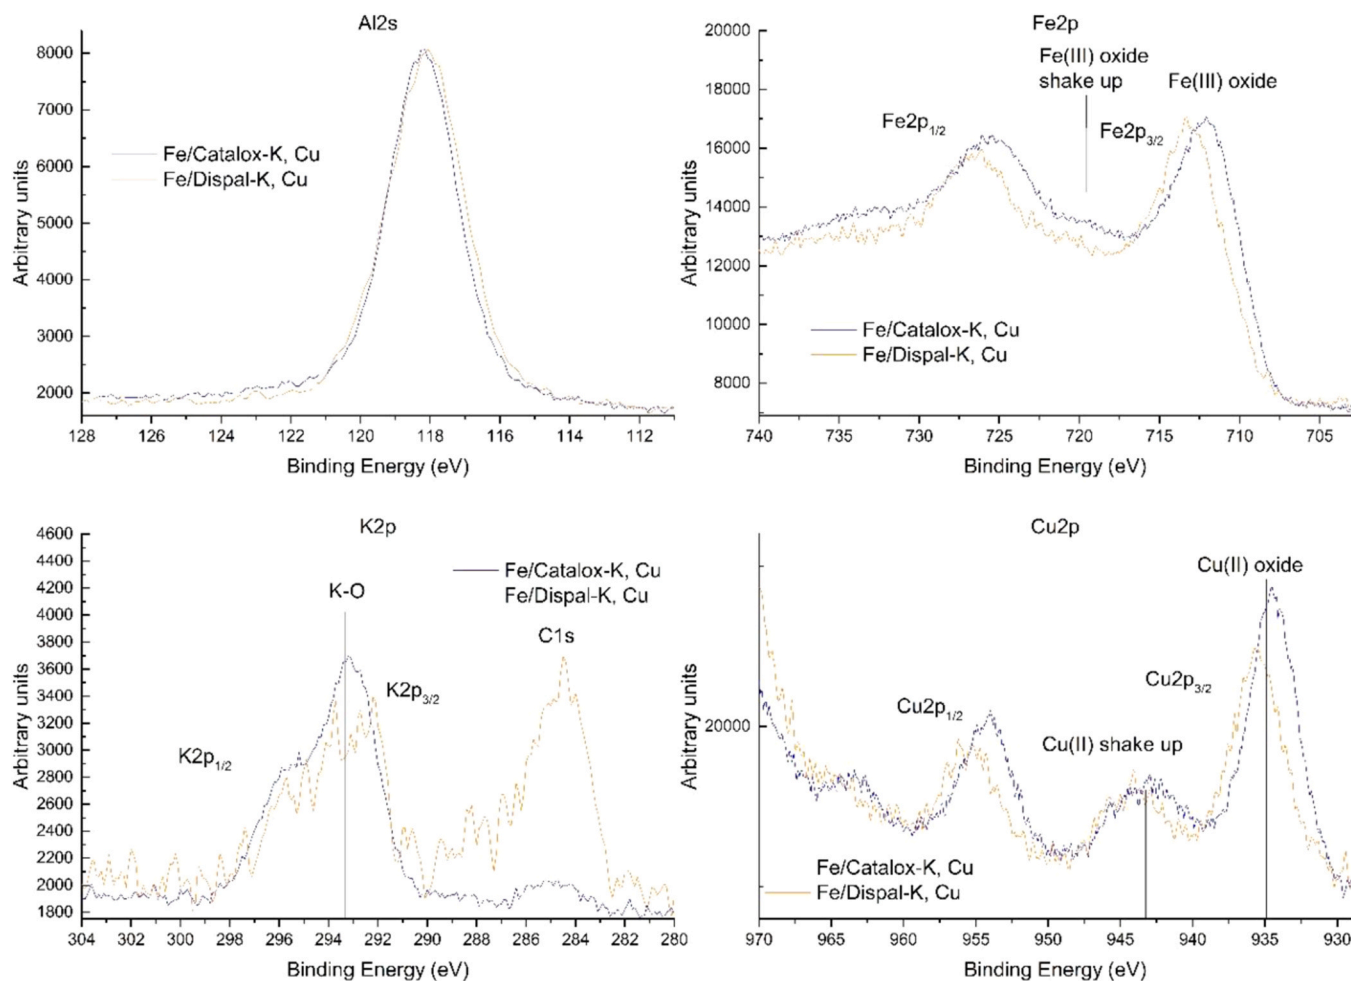 Al2s
8000
7000
6000
5000
4000
3000
2000
Arbitrary units
Fe/Catalox-K, Cu
Fe/Dispal-K, Cu
128 126 124 122 120 118 116 114 112
Binding Energy (eV)
Fe2p
20000
18000
16000
14000
12000
10000
8000
Arbitrary units
Fe(III) oxide
shake up
Fe(III) oxide
Fe2p1/2
Fe2p3/2
Fe/Catalox-K, Cu
Fe/Dispal-K, Cu
740 735 730 725 720 715 710 705
Binding Energy (eV)
K2p
4600
4400
4200
4000
3800
3600
3400
3200
3000
2800
2600
2400
2200
2000
1800
Arbitrary units
Fe/Catalox-K, Cu
Fe/Dispal-K, Cu
K-O
C1s
K2p3/2
K2p1/2
304 302 300 298 296 294 292 290 288 286 284 282 280
Binding Energy (eV)
Cu2p
20000
Arbitrary units
Cu(II) oxide
Cu2p3/2
Cu2p1/2
Cu(II) shake up
Fe/Catalox-K, Cu
Fe/Dispal-K, Cu
970 965 960 955 950 945 940 935 930
Binding Energy (eV)